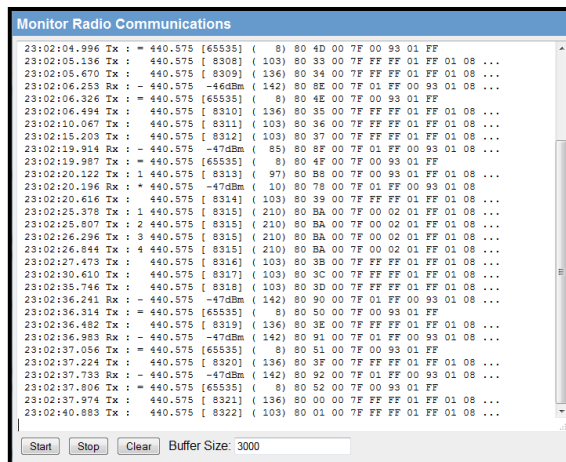 Monitor Radio Communications
23:02:04.996 Tx : = 440.575 [65535] (   8) 80 4D 00 7F 00 93 01 FF
23:02:05.136 Tx :   440.575 [ 8308] ( 103) 80 33 00 7F FF FF 01 FF 01 08 ...
23:02:05.670 Tx :   440.575 [ 8309] ( 136) 80 34 00 7F FF FF 01 FF 01 08 ...
23:02:06.253 Rx : - 440.575  -46dBm ( 142) 80 8E 00 7F 01 FF 00 93 01 08 ...
23:02:06.326 Tx : = 440.575 [65535] (   8) 80 4E 00 7F 00 93 01 FF
23:02:06.494 Tx :   440.575 [ 8310] ( 136) 80 35 00 7F FF FF 01 FF 01 08 ...
23:02:10.067 Tx :   440.575 [ 8311] ( 103) 80 36 00 7F FF FF 01 FF 01 08 ...
23:02:15.203 Tx :   440.575 [ 8312] ( 103) 80 37 00 7F FF FF 01 FF 01 08 ...
23:02:19.914 Rx : - 440.575  -47dBm (  85) 80 8F 00 7F 01 FF 00 93 01 08 ...
23:02:19.987 Tx : = 440.575 [65535] (   8) 80 4F 00 7F 00 93 01 FF
23:02:20.122 Tx : 1 440.575 [ 8313] (  97) 80 B8 00 7F 00 93 01 FF 01 08 ...
23:02:20.196 Rx : * 440.575  -47dBm (  10) 80 78 00 7F 01 FF 00 93 01 08
23:02:20.616 Tx :   440.575 [ 8314] ( 103) 80 39 00 7F FF FF 01 FF 01 08 ...
23:02:25.378 Tx : 1 440.575 [ 8315] ( 210) 80 BA 00 7F 00 02 01 FF 01 08 ...
23:02:25.807 Tx : 2 440.575 [ 8315] ( 210) 80 BA 00 7F 00 02 01 FF 01 08 ...
23:02:26.296 Tx : 3 440.575 [ 8315] ( 210) 80 BA 00 7F 00 02 01 FF 01 08 ...
23:02:26.844 Tx : 4 440.575 [ 8315] ( 210) 80 BA 00 7F 00 02 01 FF 01 08 ...
23:02:27.473 Tx :   440.575 [ 8316] ( 103) 80 3B 00 7F FF FF 01 FF 01 08 ...
23:02:30.610 Tx :   440.575 [ 8317] ( 103) 80 3C 00 7F FF FF 01 FF 01 08 ...
23:02:35.746 Tx :   440.575 [ 8318] ( 103) 80 3D 00 7F FF FF 01 FF 01 08 ...
23:02:36.241 Rx : - 440.575  -47dBm ( 142) 80 90 00 7F 01 FF 00 93 01 08 ...
23:02:36.314 Tx : = 440.575 [65535] (   8) 80 50 00 7F 00 93 01 FF
23:02:36.482 Tx :   440.575 [ 8319] ( 136) 80 3E 00 7F FF FF 01 FF 01 08 ...
23:02:36.983 Rx : - 440.575  -47dBm ( 142) 80 91 00 7F 01 FF 00 93 01 08 ...
23:02:37.056 Tx : = 440.575 [65535] (   8) 80 51 00 7F 00 93 01 FF
23:02:37.224 Tx :   440.575 [ 8320] ( 136) 80 3F 00 7F FF FF 01 FF 01 08 ...
23:02:37.733 Rx : - 440.575  -47dBm ( 142) 80 92 00 7F 01 FF 00 93 01 08 ...
23:02:37.806 Tx : = 440.575 [65535] (   8) 80 52 00 7F 00 93 01 FF
23:02:37.974 Tx :   440.575 [ 8321] ( 136) 80 00 00 7F FF FF 01 FF 01 08 ...
23:02:40.883 Tx :   440.575 [ 8322] ( 103) 80 01 00 7F FF FF 01 FF 01 08 ...
Start Stop Clear Buffer Size: 3000